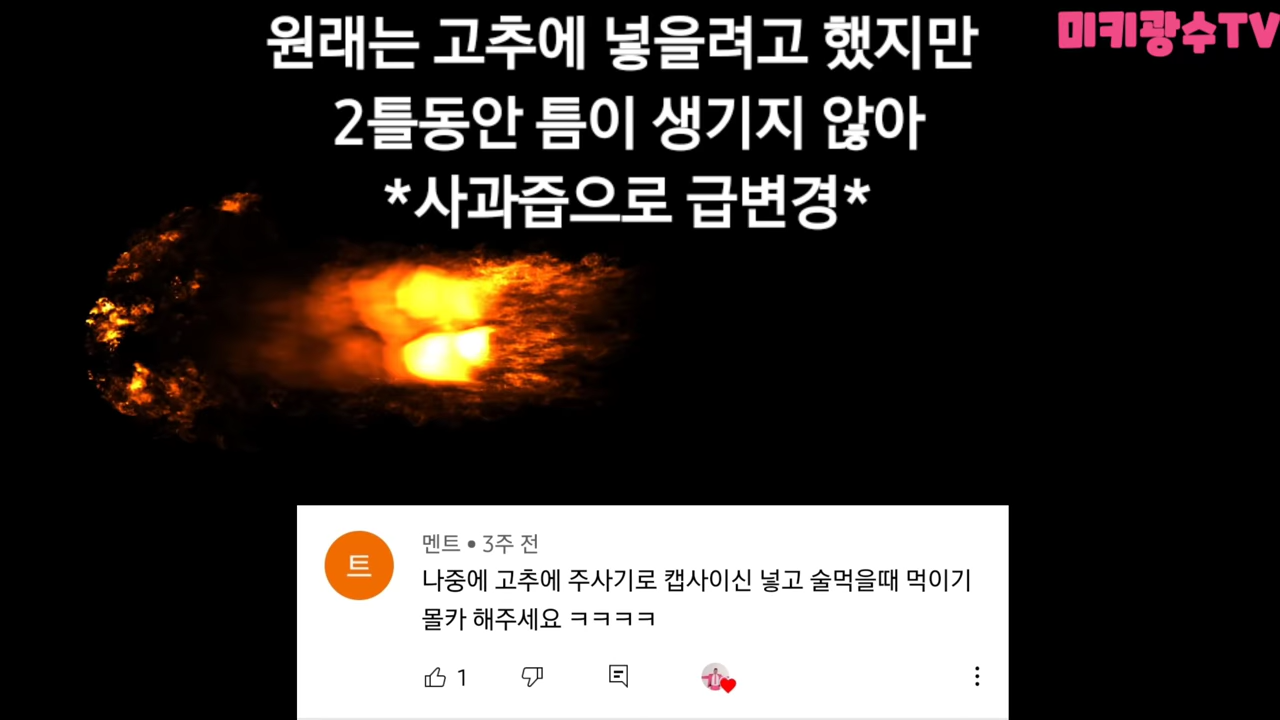 원래는 고추에 넣을려고 했지만
미키광수TV
2틀동안 틈이 생기지 않아
*사과즙으로 급변경*
트
멘트 • 3주 전
나중에 고추에 주사기로 캡사이신 넣고 술먹을때 먹이기
몰카 해주세요 ㅋㅋㅋㅋ
1